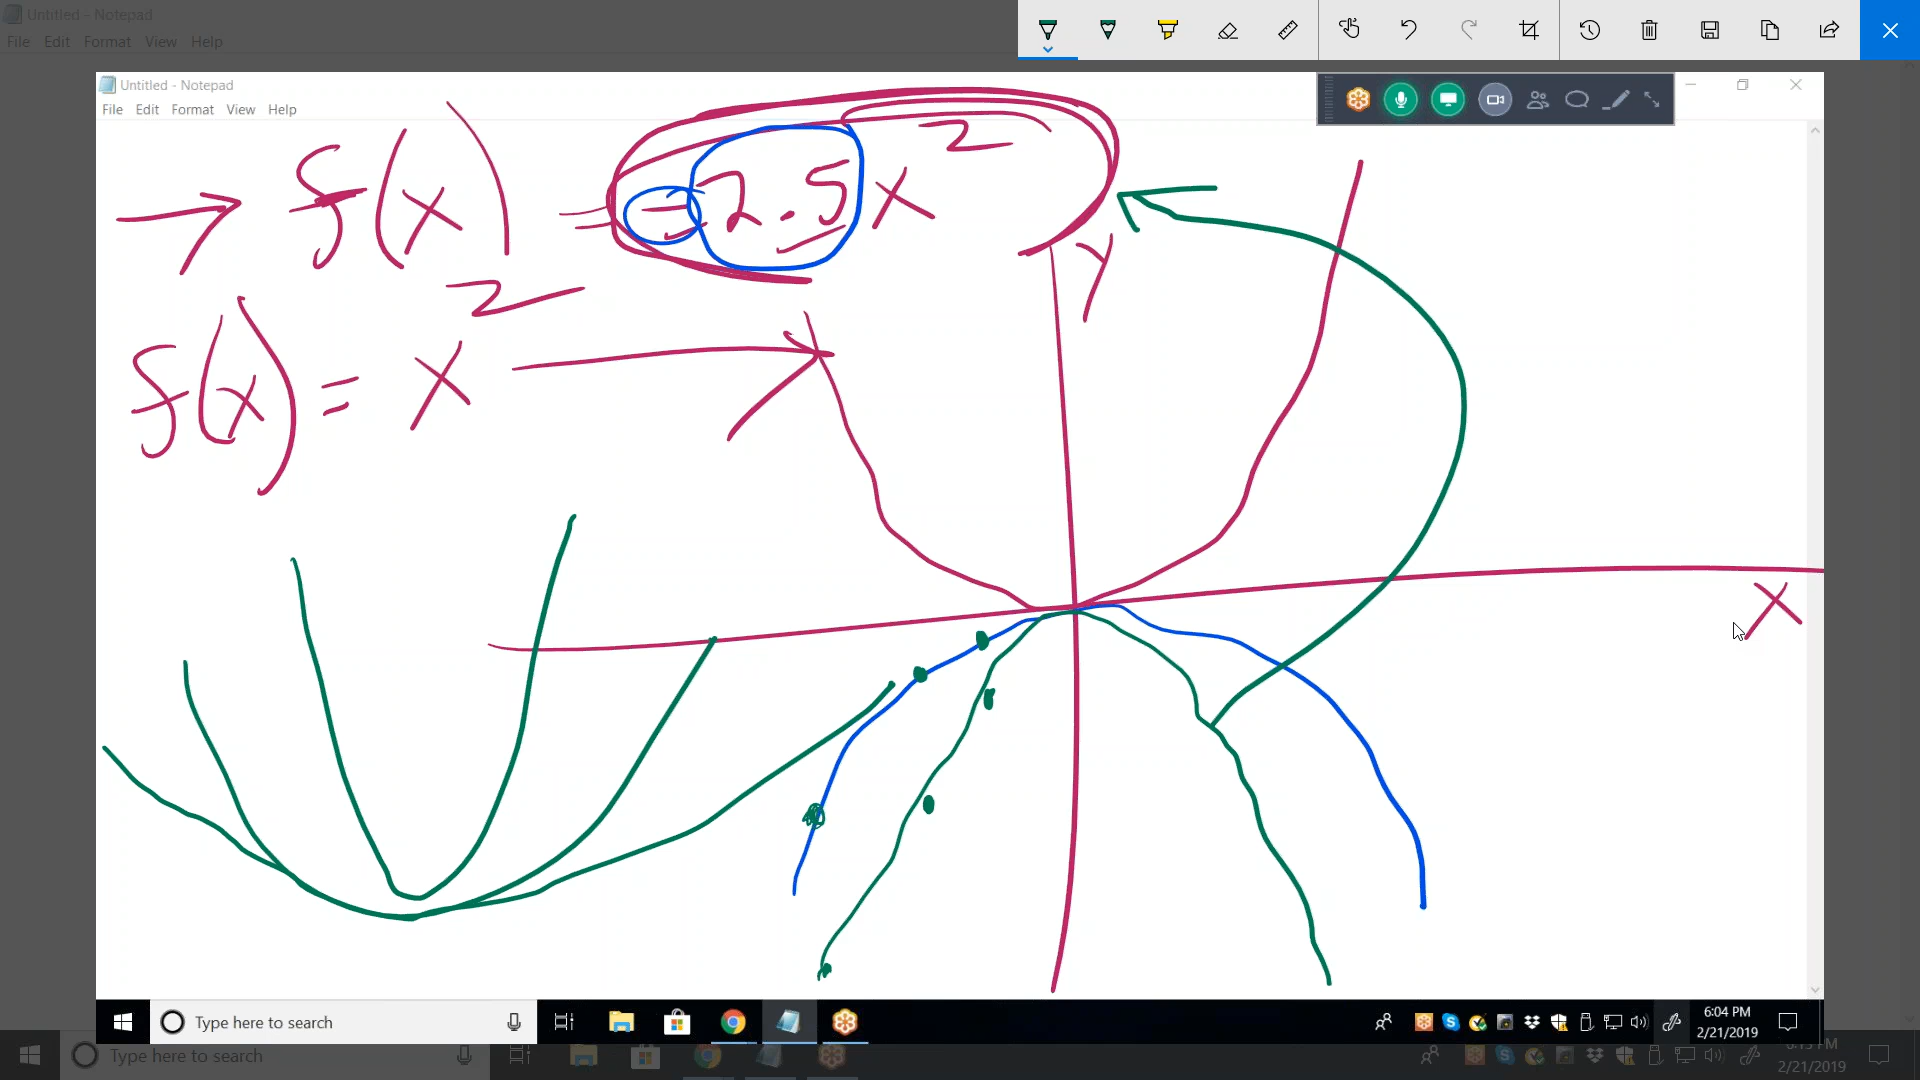 Untitled - Notepad
File Edit Format View Help
Untitled - Notepad
File Edit Format View Help
f(x) = -2.5x²
y
f(x) = x²
x
Type here to search
6:04 PM
2/21/2019
Type here to search
2/21/2019